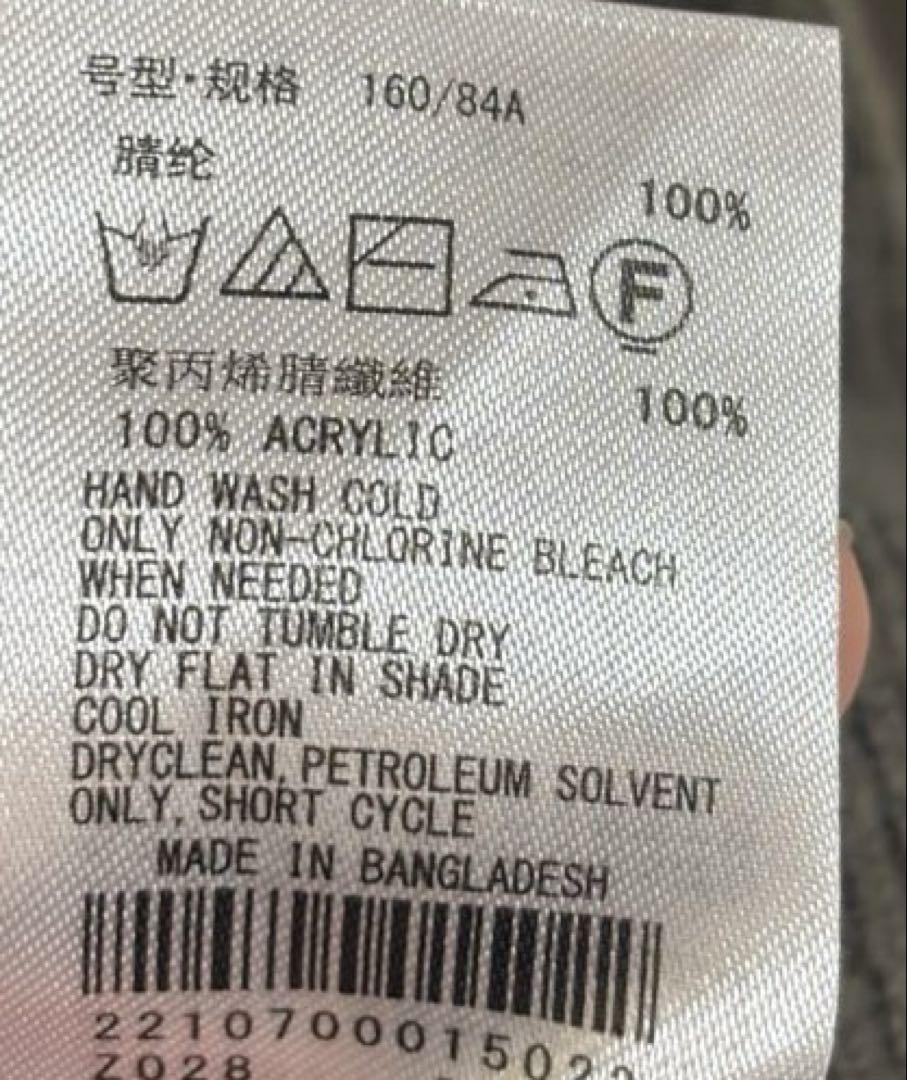 号型·规格 160/84A
腈纶 100%
F
聚丙烯腈纖維 100%
100% ACRYLIC
HAND WASH COLD
ONLY NON-CHLORINE BLEACH
WHEN NEEDED
DO NOT TUMBLE DRY
DRY FLAT IN SHADE
COOL IRON
DRYCLEAN, PETROLEUM SOLVENT
ONLY, SHORT CYCLE
MADE IN BANGLADESH
Z028